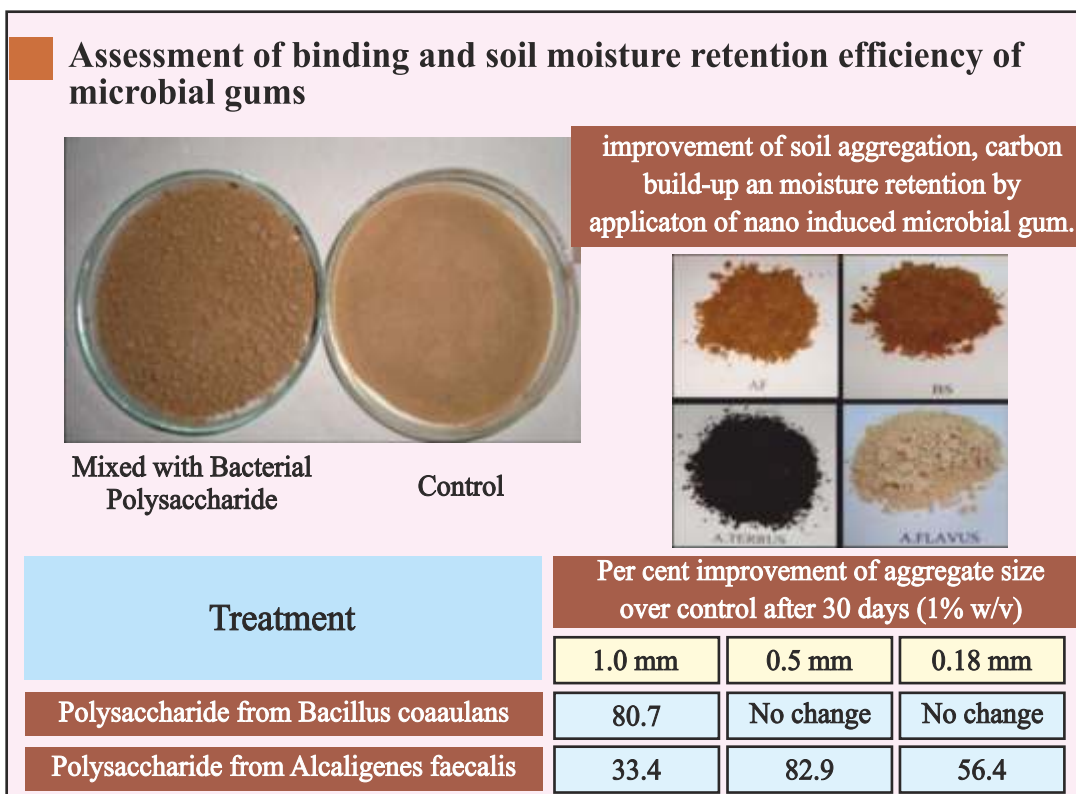 Assessment of binding and soil moisture retention efficiency of
microbial gums
improvement of soil aggregation, carbon
build-up an moisture retention by
applicaton of nano induced microbial gum.
AF
BS
A.TERRUS
A.FLAVUS
Mixed with Bacterial
Polysaccharide
Control
Treatment
Per cent improvement of aggregate size
over control after 30 days (1% w/v)
1.0 mm
0.5 mm
0.18 mm
Polysaccharide from Bacillus coaaulans
80.7
No change
No change
Polysaccharide from Alcaligenes faecalis
33.4
82.9
56.4